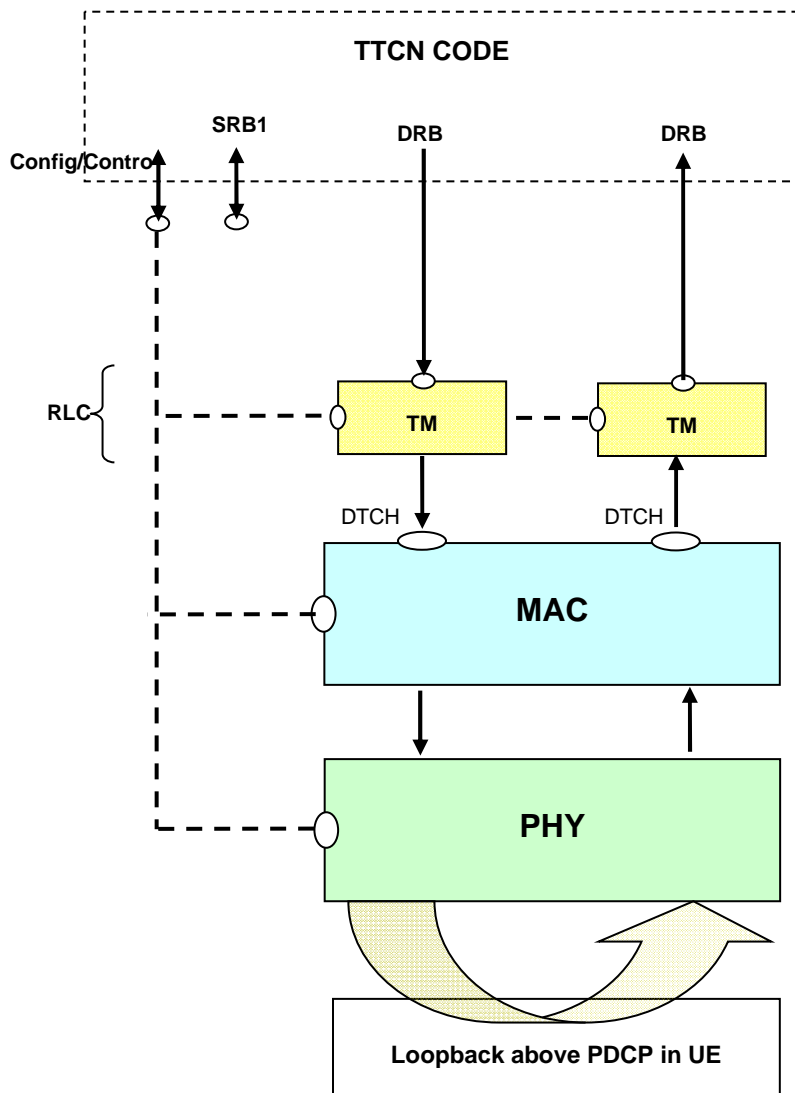 TTCN CODE
SRB1
DRB
DRB
Config/Contro
RLC
TM
TM
DTCH
DTCH
MAC
PHY
Loopback above PDCP in UE